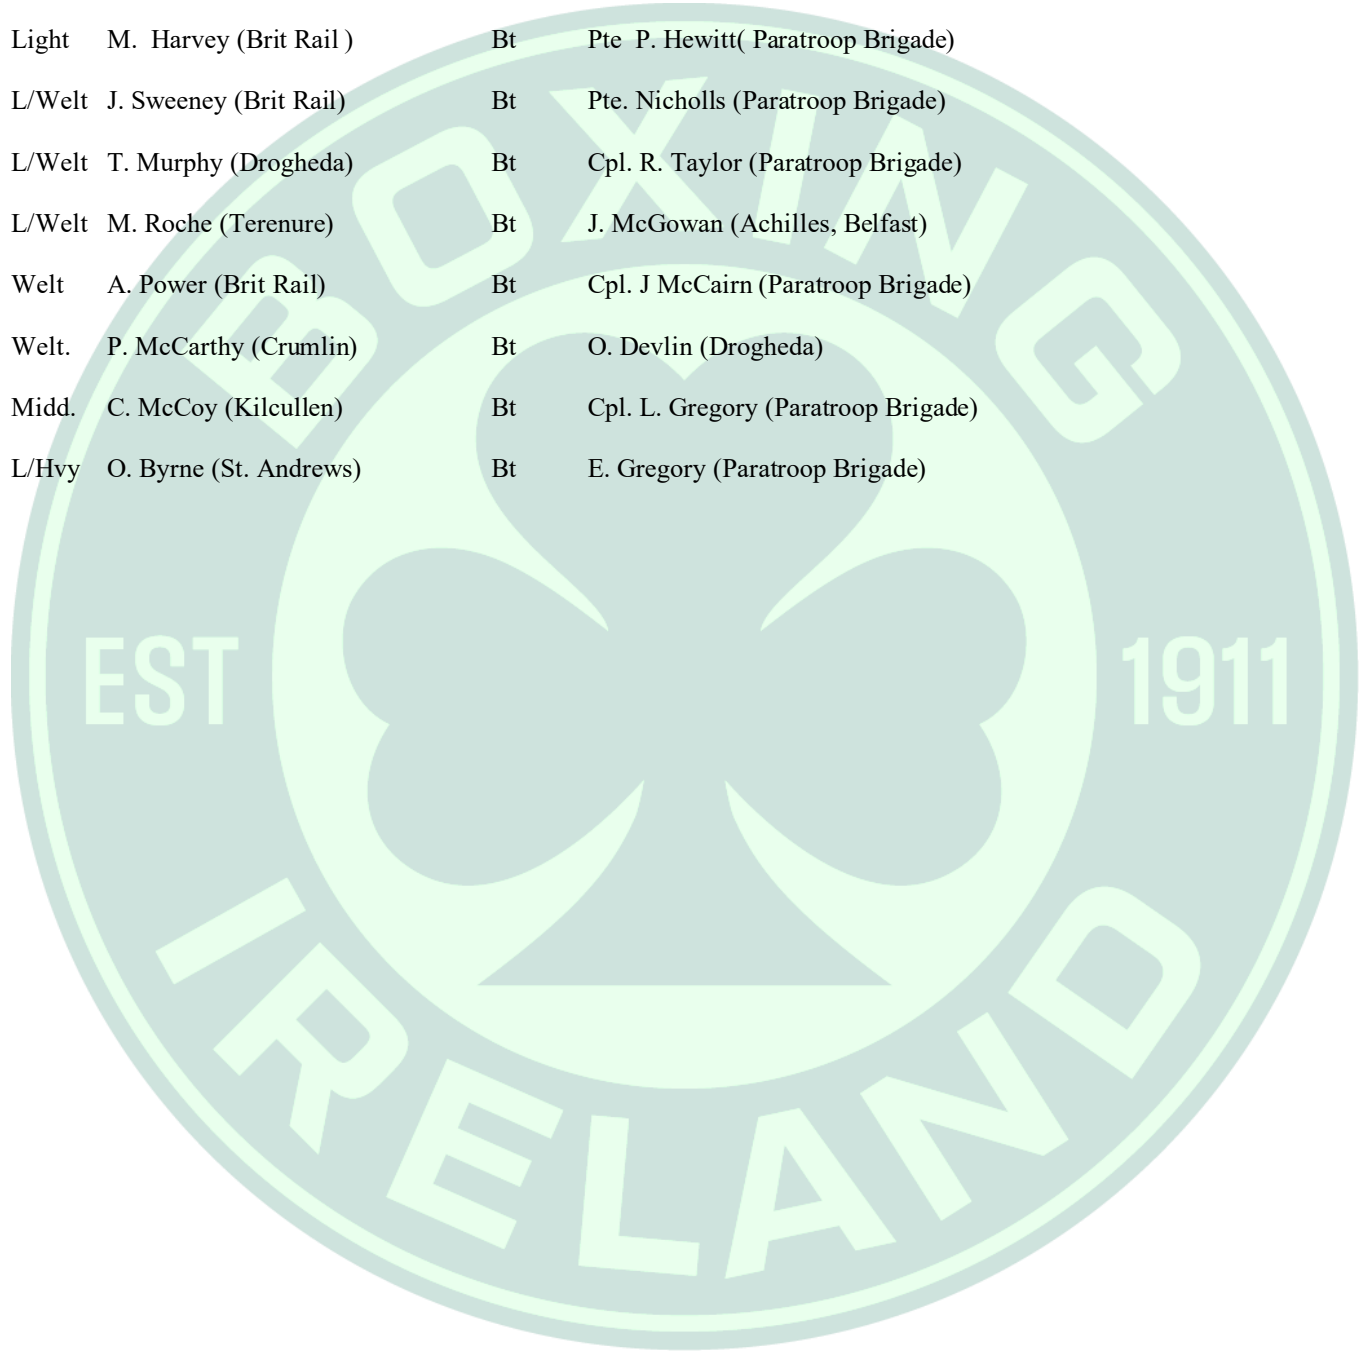 Light M. Harvey (Brit Rail ) Bt Pte P. Hewitt( Paratroop Brigade)
L/Welt J. Sweeney (Brit Rail) Bt Pte. Nicholls (Paratroop Brigade)
L/Welt T. Murphy (Drogheda) Bt Cpl. R. Taylor (Paratroop Brigade)
L/Welt M. Roche (Terenure) Bt J. McGowan (Achilles, Belfast)
Welt A. Power (Brit Rail) Bt Cpl. J McCairn (Paratroop Brigade)
Welt. P. McCarthy (Crumlin) Bt O. Devlin (Drogheda)
Midd. C. McCoy (Kilcullen) Bt Cpl. L. Gregory (Paratroop Brigade)
L/Hvy O. Byrne (St. Andrews) Bt E. Gregory (Paratroop Brigade)
BOXING
EST 1911
IRELAND